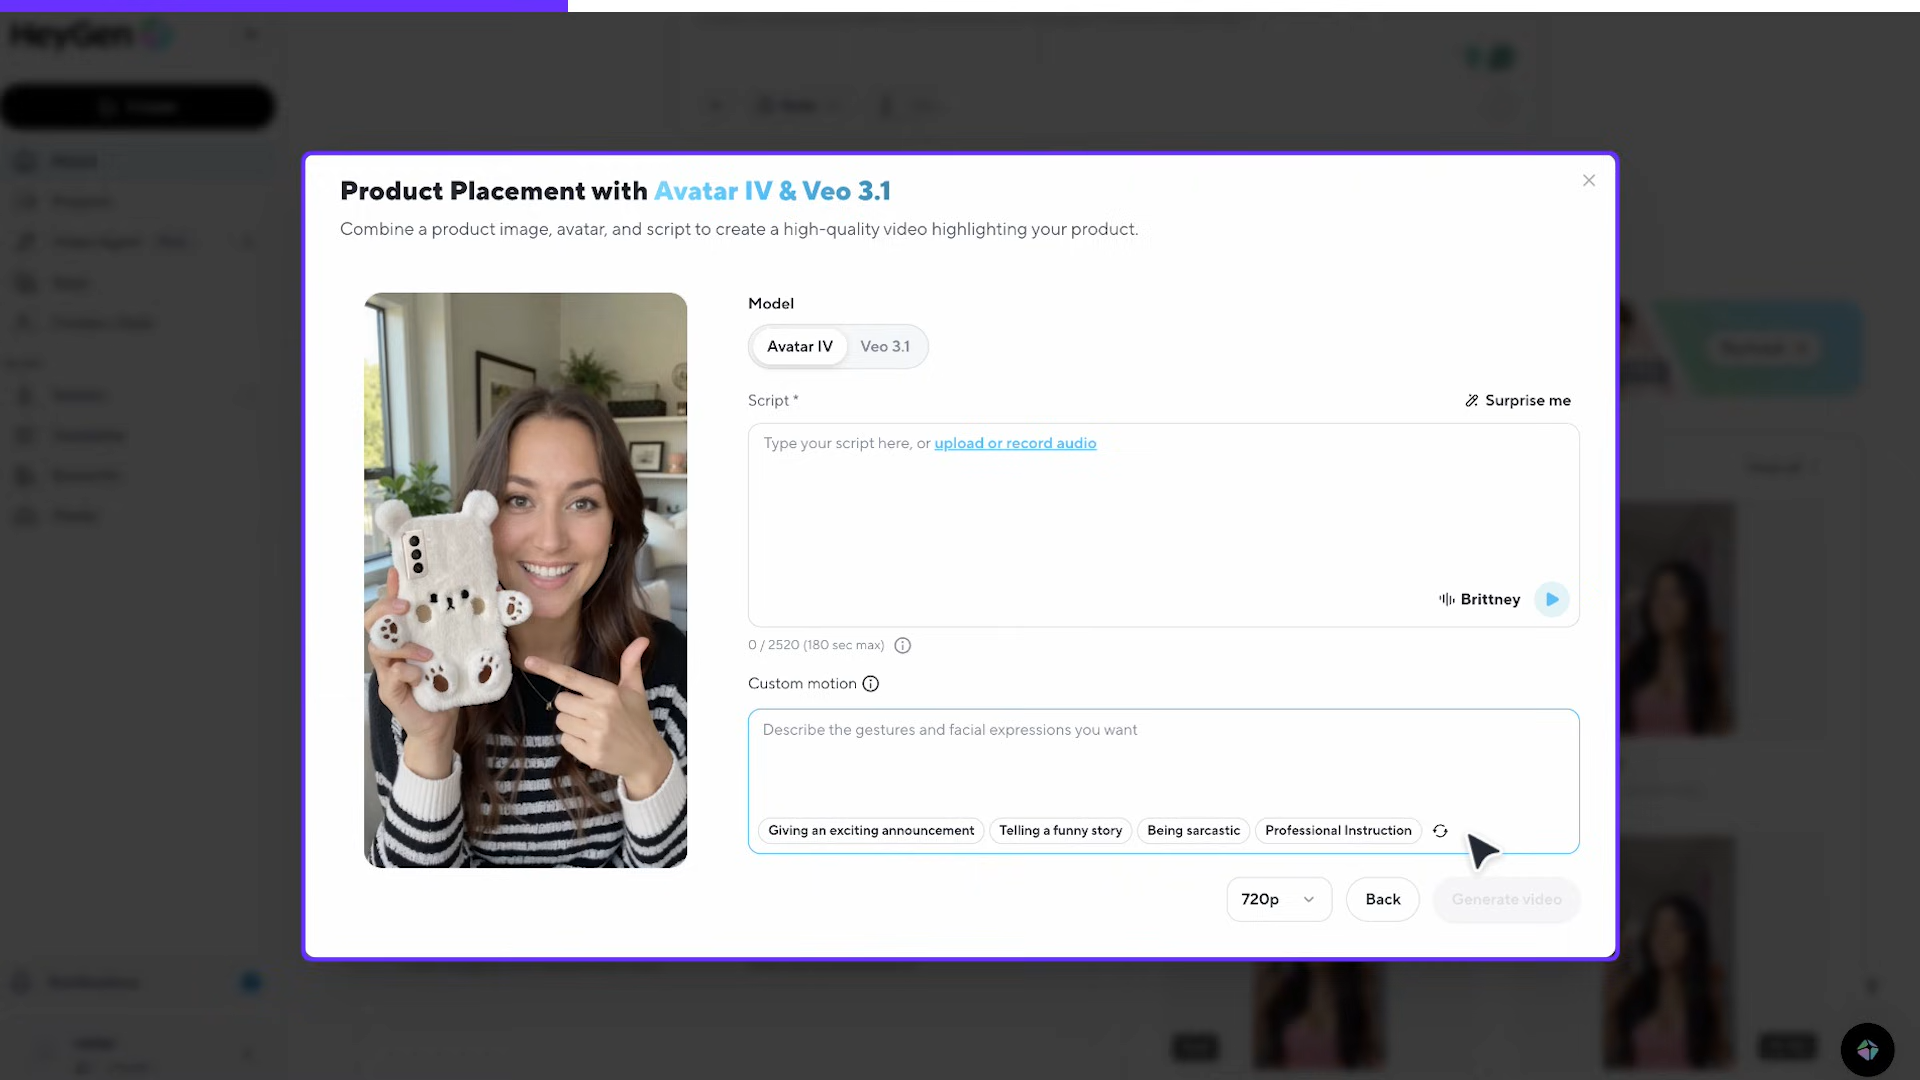 HeyGen
Product Placement with Avatar IV & Veo 3.1
Combine a product image, avatar, and script to create a high-quality video highlighting your product.
Model
Avatar IV
Veo 3.1
Script *
Surprise me
Type your script here, or upload or record audio
Brittney
0 / 2520 (180 sec max)
Custom motion
Describe the gestures and facial expressions you want
Giving an exciting announcement
Telling a funny story
Being sarcastic
Professional Instruction
720p
Back
Generate video